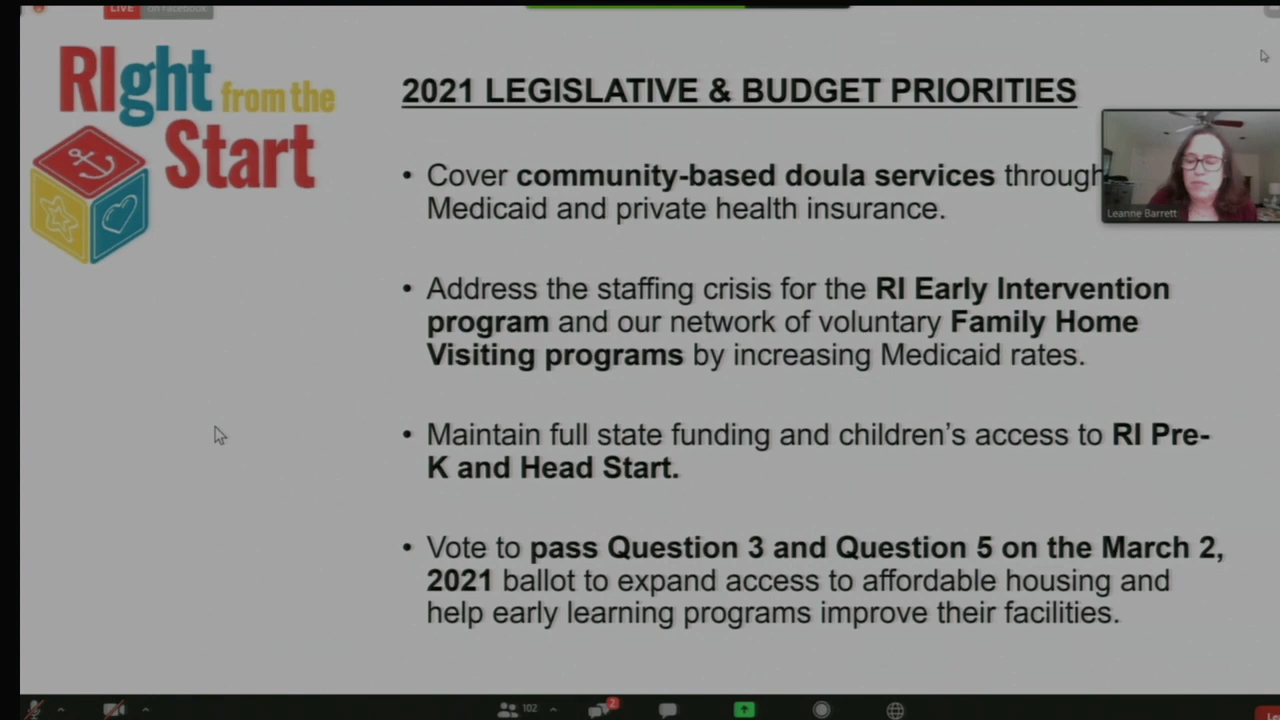 LIVE on Facebook
RIght from the
Start
2021 LEGISLATIVE & BUDGET PRIORITIES
• Cover community-based doula services through
Medicaid and private health insurance.
Leanne Barrett
• Address the staffing crisis for the RI Early Intervention
program and our network of voluntary Family Home
Visiting programs by increasing Medicaid rates.
• Maintain full state funding and children’s access to RI Pre-
K and Head Start.
• Vote to pass Question 3 and Question 5 on the March 2,
2021 ballot to expand access to affordable housing and
help early learning programs improve their facilities.
102
2